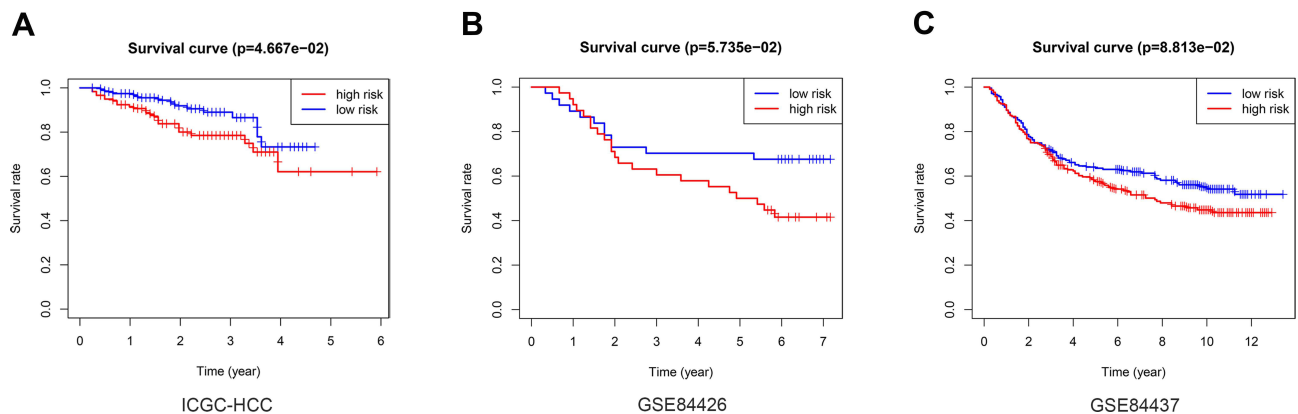 A
Survival curve (p=4.667e−02)
Survival rate
0.0 0.2 0.4 0.6 0.8 1.0
high risk
low risk
0 1 2 3 4 5 6
Time (year)
ICGC-HCC
B
Survival curve (p=5.735e−02)
Survival rate
0.0 0.2 0.4 0.6 0.8 1.0
low risk
high risk
0 1 2 3 4 5 6 7
Time (year)
GSE84426
C
Survival curve (p=8.813e−02)
Survival rate
0.0 0.2 0.4 0.6 0.8 1.0
low risk
high risk
0 2 4 6 8 10 12
Time (year)
GSE84437